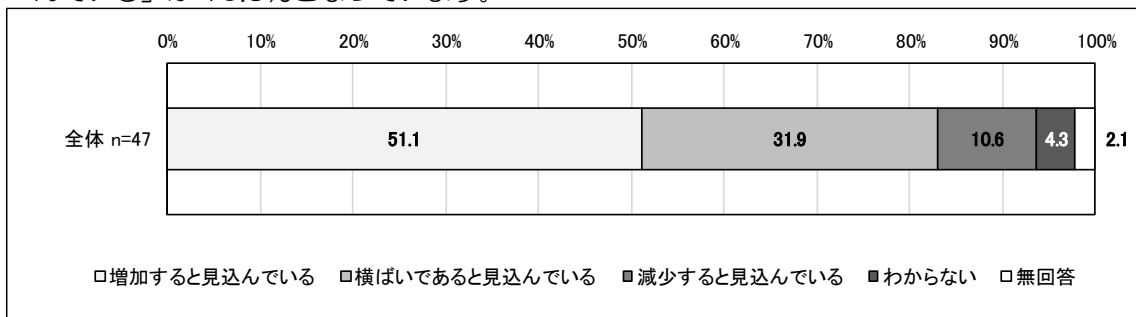 0% 10% 20% 30% 40% 50% 60% 70% 80% 90% 100%
全体 n=47 51.1 31.9 10.6 4.3 2.1
□増加すると見込んでいる ■横ばいであると見込んでいる ■減少すると見込んでいる ■わからない □無回答